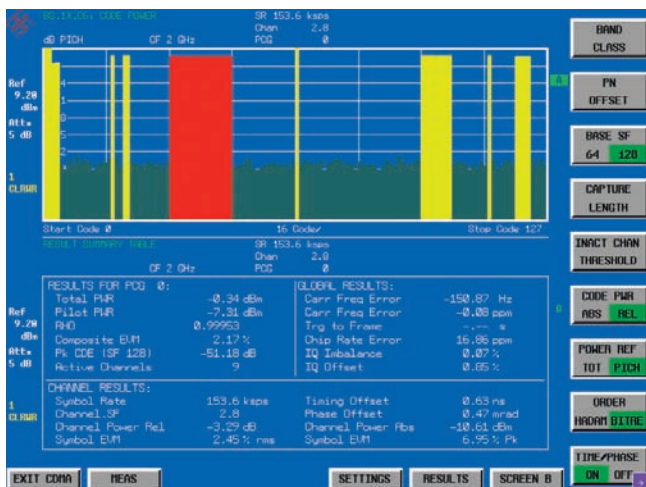 CODE POWER
SR 153.6 ksps
Chan 2.8
dB PICH CF 2 GHz PCG 0
Ref
9.20
dBm
Att
5 dB
1
CLRWR
A
Start Code 0 16 Code/ Stop Code 127
RESULT SUMMARY TABLE SR 153.6 ksps
Chan 2.8
CF 2 GHz PCG 0
RESULTS FOR PCG 0: GLOBAL RESULTS:
Total PWR -0.34 dBm Carr Freq Error -150.87 Hz
Pilot PWR -7.31 dBm Carr Freq Error -0.08 ppm
RHO 0.99953 Trg to Frame -.-- s
Composite EVM 2.17 % Chip Rate Error 16.86 ppm
Pk CDE (SF 128) -51.18 dB IQ Imbalance 0.07 %
Active Channels 9 IQ Offset 0.85 %
Ref
9.20
dBm
Att
5 dB
1
CLRWR
B
CHANNEL RESULTS:
Symbol Rate 153.6 ksps Timing Offset 0.63 ns
Channel.SF 2.8 Phase Offset 0.47 mrad
Channel Power Rel -3.29 dB Channel Power Abs -10.61 dBm
Symbol EVM 2.45 % rms Symbol EVM 6.95 % Pk
BAND
CLASS
PN
OFFSET
BASE SF
64 128
CAPTURE
LENGTH
INACT CHAN
THRESHOLD
CODE PWR
ABS REL
POWER REF
TOT PICH
ORDER
HADAM BITRE
TIME/PHASE
ON OFF
EXIT CDMA MEAS SETTINGS RESULTS SCREEN B